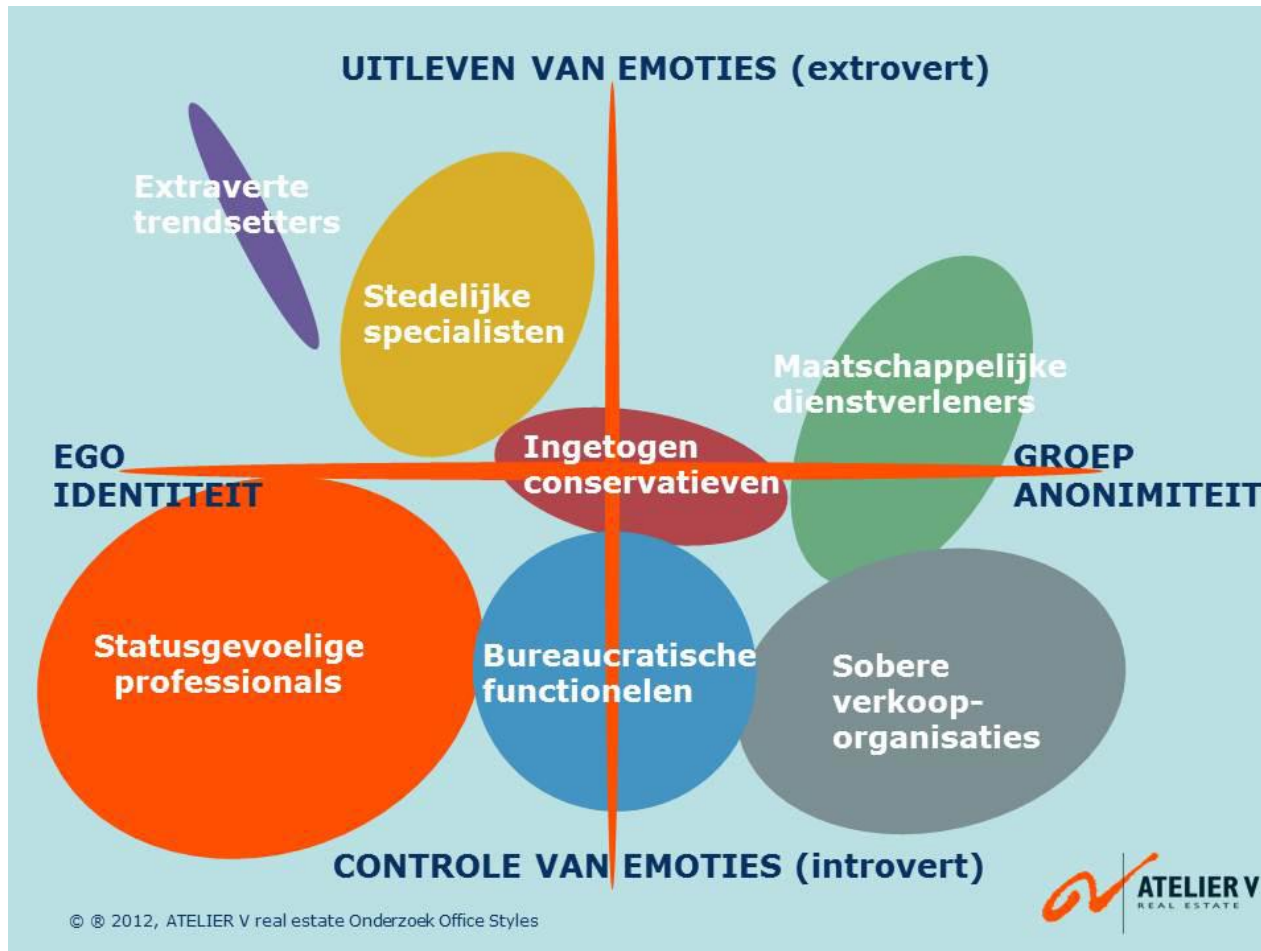 UITLEVEN VAN EMOTIES (extrovert)
Extraverte
trendsetters
Stedelijke
specialisten
Maatschappelijke
dienstverleners
EGO
IDENTITEIT
Ingetogen
conservatieven
GROEP
ANONIMITEIT
Statusgevoelige
professionals
Bureaucratische
functionelen
Sobere
verkoop-
organisaties
CONTROLE VAN EMOTIES (introvert)
ATELIER V
REAL ESTATE
© ® 2012, ATELIER V real estate Onderzoek Office Styles